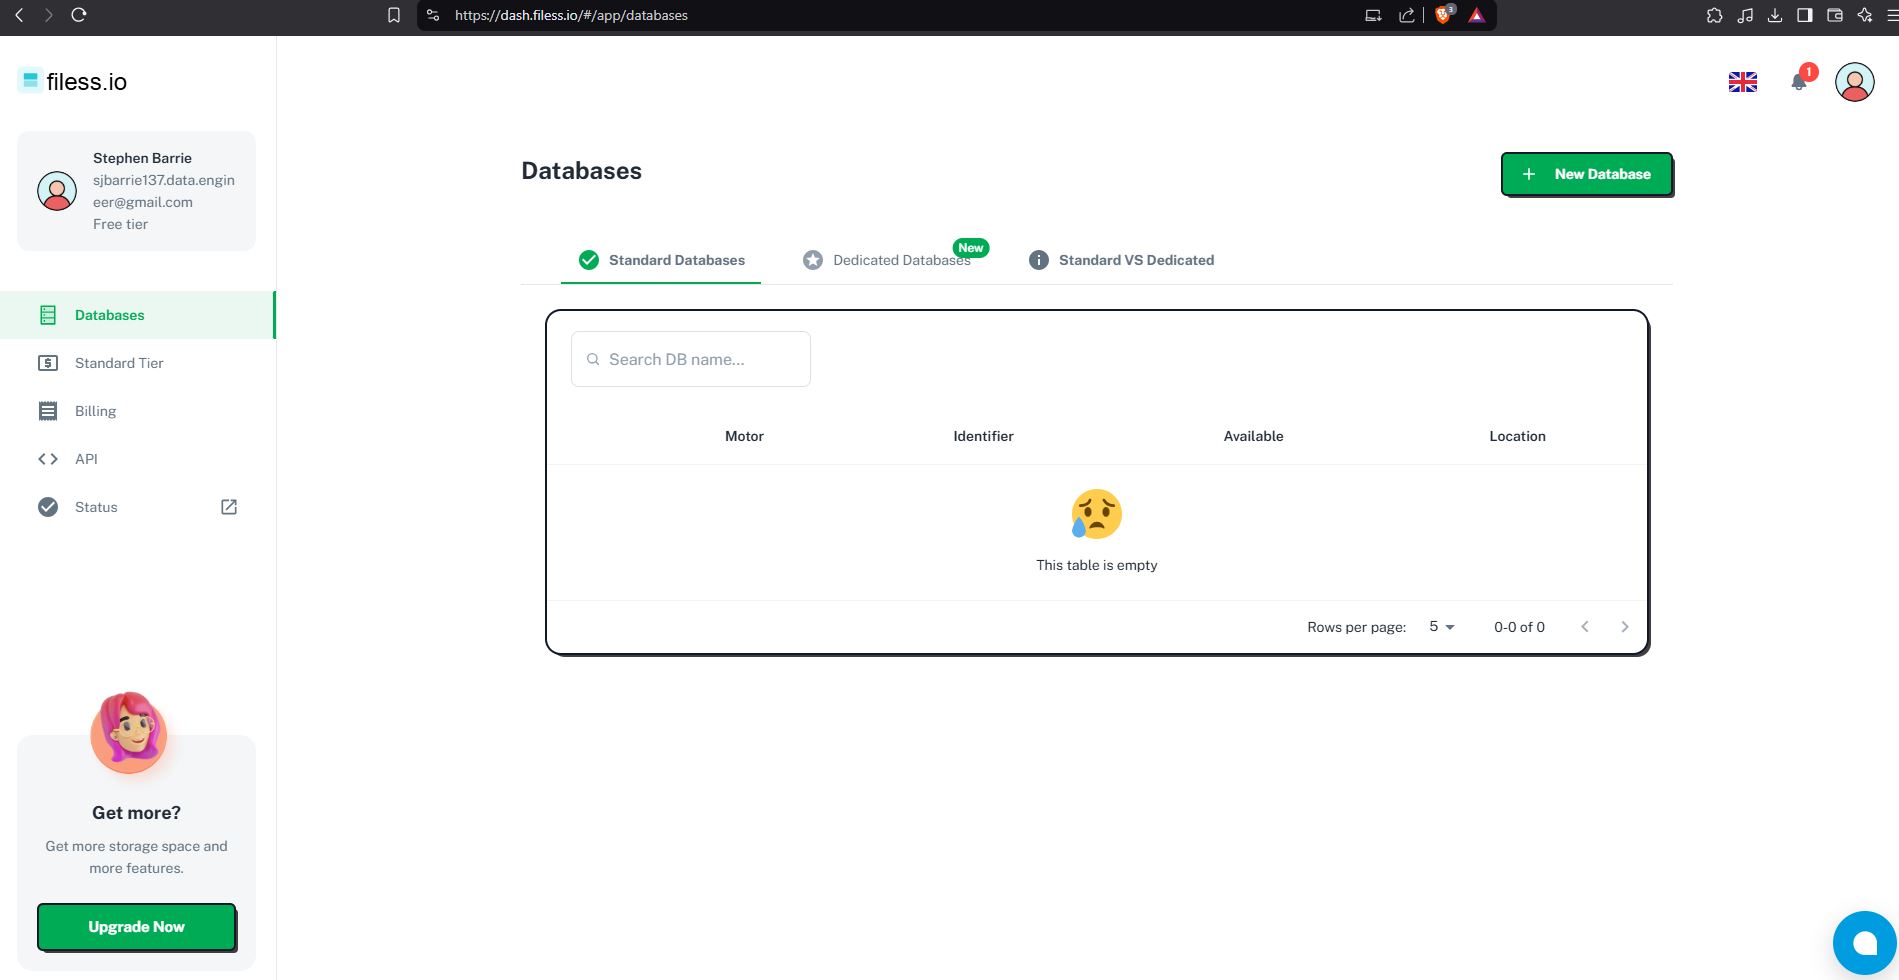 https://dash.filess.io/#/app/databases
3
filess.io
1
Stephen Barrie
sjbarrie137.data.engin
eer@gmail.com
Free tier
Databases
New Database
Standard Databases
Dedicated Databases
New
Standard VS Dedicated
Databases
Standard Tier
Billing
API
Status
Search DB name...
Motor Identifier Available Location
This table is empty
Rows per page: 5 0-0 of 0
Get more?
Get more storage space and
more features.
Upgrade Now